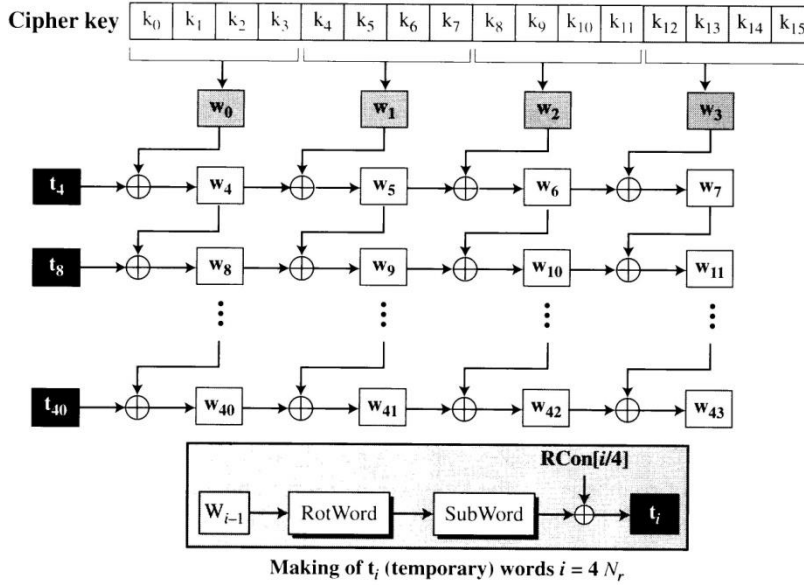 Cipher key k₀ k₁ k₂ k₃ k₄ k₅ k₆ k₇ k₈ k₉ k₁₀ k₁₁ k₁₂ k₁₃ k₁₄ k₁₅
w₀ w₁ w₂ w₃
t₄ w₄ w₅ w₆ w₇
t₈ w₈ w₉ w₁₀ w₁₁
t₄₀ w₄₀ w₄₁ w₄₂ w₄₃
RCon[i/4]
Wᵢ₋₁ RotWord SubWord tᵢ
Making of tᵢ (temporary) words i = 4 Nᵣ